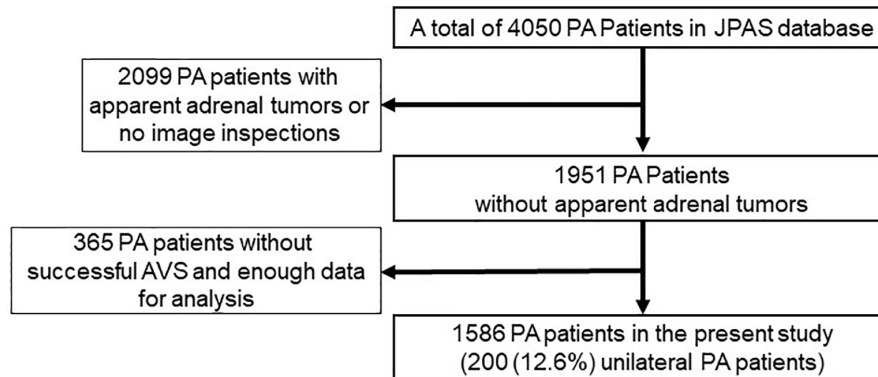 A total of 4050 PA Patients in JPAS database
2099 PA patients with
apparent adrenal tumors or
no image inspections
1951 PA Patients
without apparent adrenal tumors
365 PA patients without
successful AVS and enough data
for analysis
1586 PA patients in the present study
(200 (12.6%) unilateral PA patients)